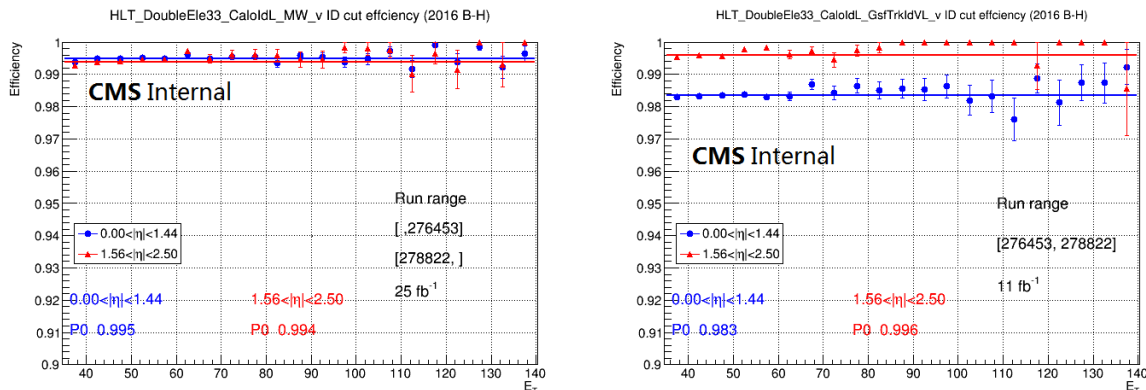 HLT_DoubleEle33_CaloIdL_MW_v ID cut effciency (2016 B-H)
Efficiency
1
0.99
0.98
0.97
0.96
0.95
0.94
0.93
0.92
0.91
0.9
CMS Internal
Run range
[ ,276453]
[278822, ]
25 fb-1
0.00<|η|<1.44
1.56<|η|<2.50
0.00<|η|<1.44 1.56<|η|<2.50
P0 0.995 P0 0.994
40 50 60 70 80 90 100 110 120 130 140
E_T
HLT_DoubleEle33_CaloIdL_GsfTrkIdVL_v ID cut effciency (2016 B-H)
Efficiency
1
0.99
0.98
0.97
0.96
0.95
0.94
0.93
0.92
0.91
0.9
CMS Internal
Run range
[276453, 278822]
11 fb-1
0.00<|η|<1.44
1.56<|η|<2.50
0.00<|η|<1.44 1.56<|η|<2.50
P0 0.983 P0 0.996
40 50 60 70 80 90 100 110 120 130 140
E_T